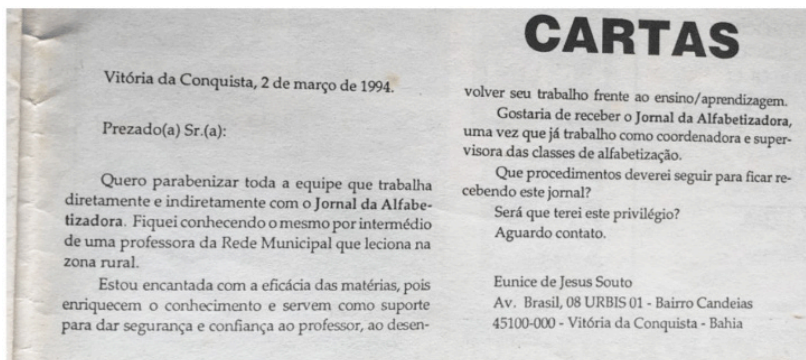 CARTAS
Vitória da Conquista, 2 de março de 1994.
Prezado(a) Sr.(a):
Quero parabenizar toda a equipe que trabalha
diretamente e indiretamente com o Jornal da Alfabe-
tizadora. Fiquei conhecendo o mesmo por intermédio
de uma professora da Rede Municipal que leciona na
zona rural.
Estou encantada com a eficácia das matérias, pois
enriquecem o conhecimento e servem como suporte
para dar segurança e confiança ao professor, ao desen-
volver seu trabalho frente ao ensino/aprendizagem.
Gostaria de receber o Jornal da Alfabetizadora,
uma vez que já trabalho como coordenadora e super-
visora das classes de alfabetização.
Que procedimentos deverei seguir para ficar re-
cebendo este jornal?
Será que terei este privilégio?
Aguardo contato.
Eunice de Jesus Souto
Av. Brasil, 08 URBIS 01 - Bairro Candeias
45100-000 - Vitória da Conquista - Bahia